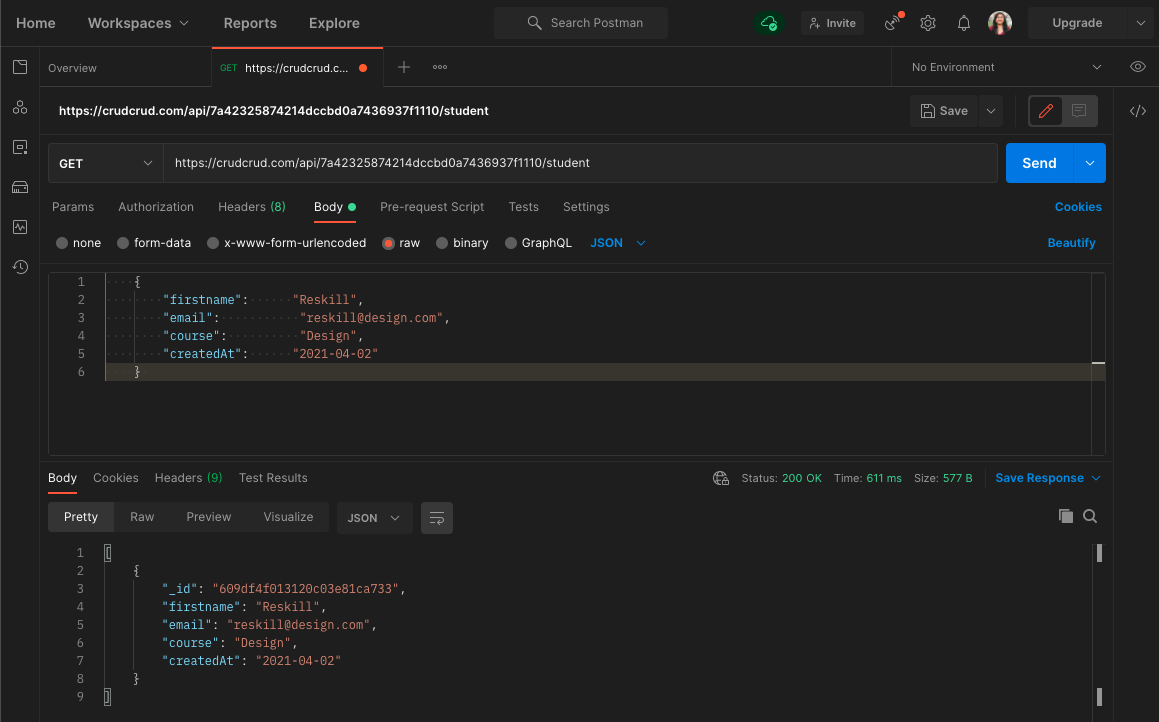 Home Workspaces Reports Explore Search Postman Invite Upgrade
Overview GET https://crudcrud.c... No Environment
https://crudcrud.com/api/7a42325874214dccbd0a7436937f1110/student Save
GET https://crudcrud.com/api/7a42325874214dccbd0a7436937f1110/student Send
Params Authorization Headers (8) Body Pre-request Script Tests Settings Cookies
none form-data x-www-form-urlencoded raw binary GraphQL JSON Beautify
1 {
2 "firstname": "Reskill",
3 "email": "reskill@design.com",
4 "course": "Design",
5 "createdAt": "2021-04-02"
6 }
Body Cookies Headers (9) Test Results Status: 200 OK Time: 611 ms Size: 577 B Save Response
Pretty Raw Preview Visualize JSON
1 [
2 {
3 "_id": "609df4f013120c03e81ca733",
4 "firstname": "Reskill",
5 "email": "reskill@design.com",
6 "course": "Design",
7 "createdAt": "2021-04-02"
8 }
9 ]